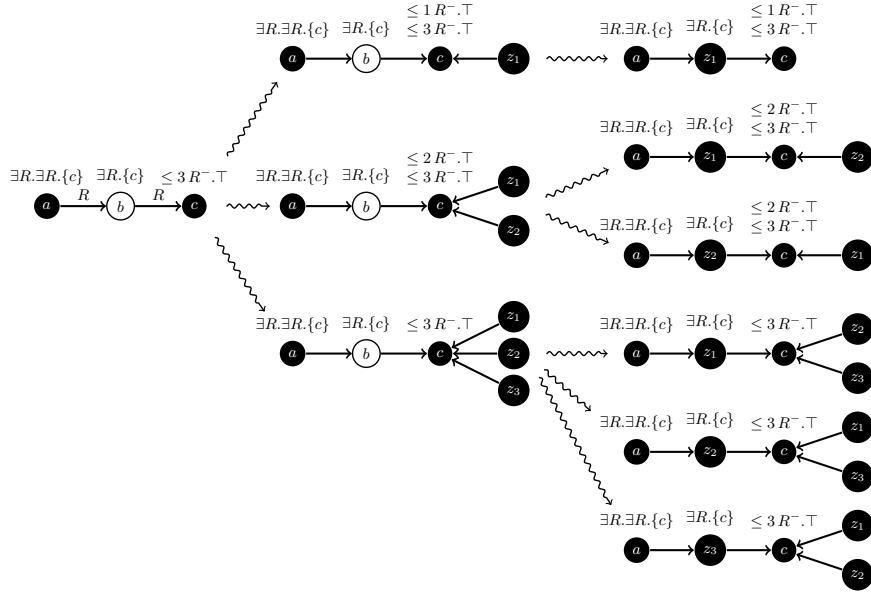 ≤ 1 R⁻.⊤ ≤ 1 R⁻.⊤
∃R.∃R.{c} ∃R.{c} ≤ 3 R⁻.⊤ ∃R.∃R.{c} ∃R.{c} ≤ 3 R⁻.⊤
a b c z₁ a z₁ c
≤ 2 R⁻.⊤
∃R.∃R.{c} ∃R.{c} ≤ 3 R⁻.⊤
a z₁ c z₂
≤ 2 R⁻.⊤
∃R.∃R.{c} ∃R.{c} ≤ 3 R⁻.⊤ ∃R.∃R.{c} ∃R.{c} ≤ 3 R⁻.⊤
z₁
a R b R c a b c
z₂
≤ 2 R⁻.⊤
∃R.∃R.{c} ∃R.{c} ≤ 3 R⁻.⊤
a z₂ c z₁
∃R.∃R.{c} ∃R.{c} ≤ 3 R⁻.⊤
z₁
a b c z₂
z₃
∃R.∃R.{c} ∃R.{c} ≤ 3 R⁻.⊤
z₂
a z₁ c
z₃
∃R.∃R.{c} ∃R.{c} ≤ 3 R⁻.⊤
z₁
a z₂ c
z₃
∃R.∃R.{c} ∃R.{c} ≤ 3 R⁻.⊤
z₁
a z₃ c
z₂